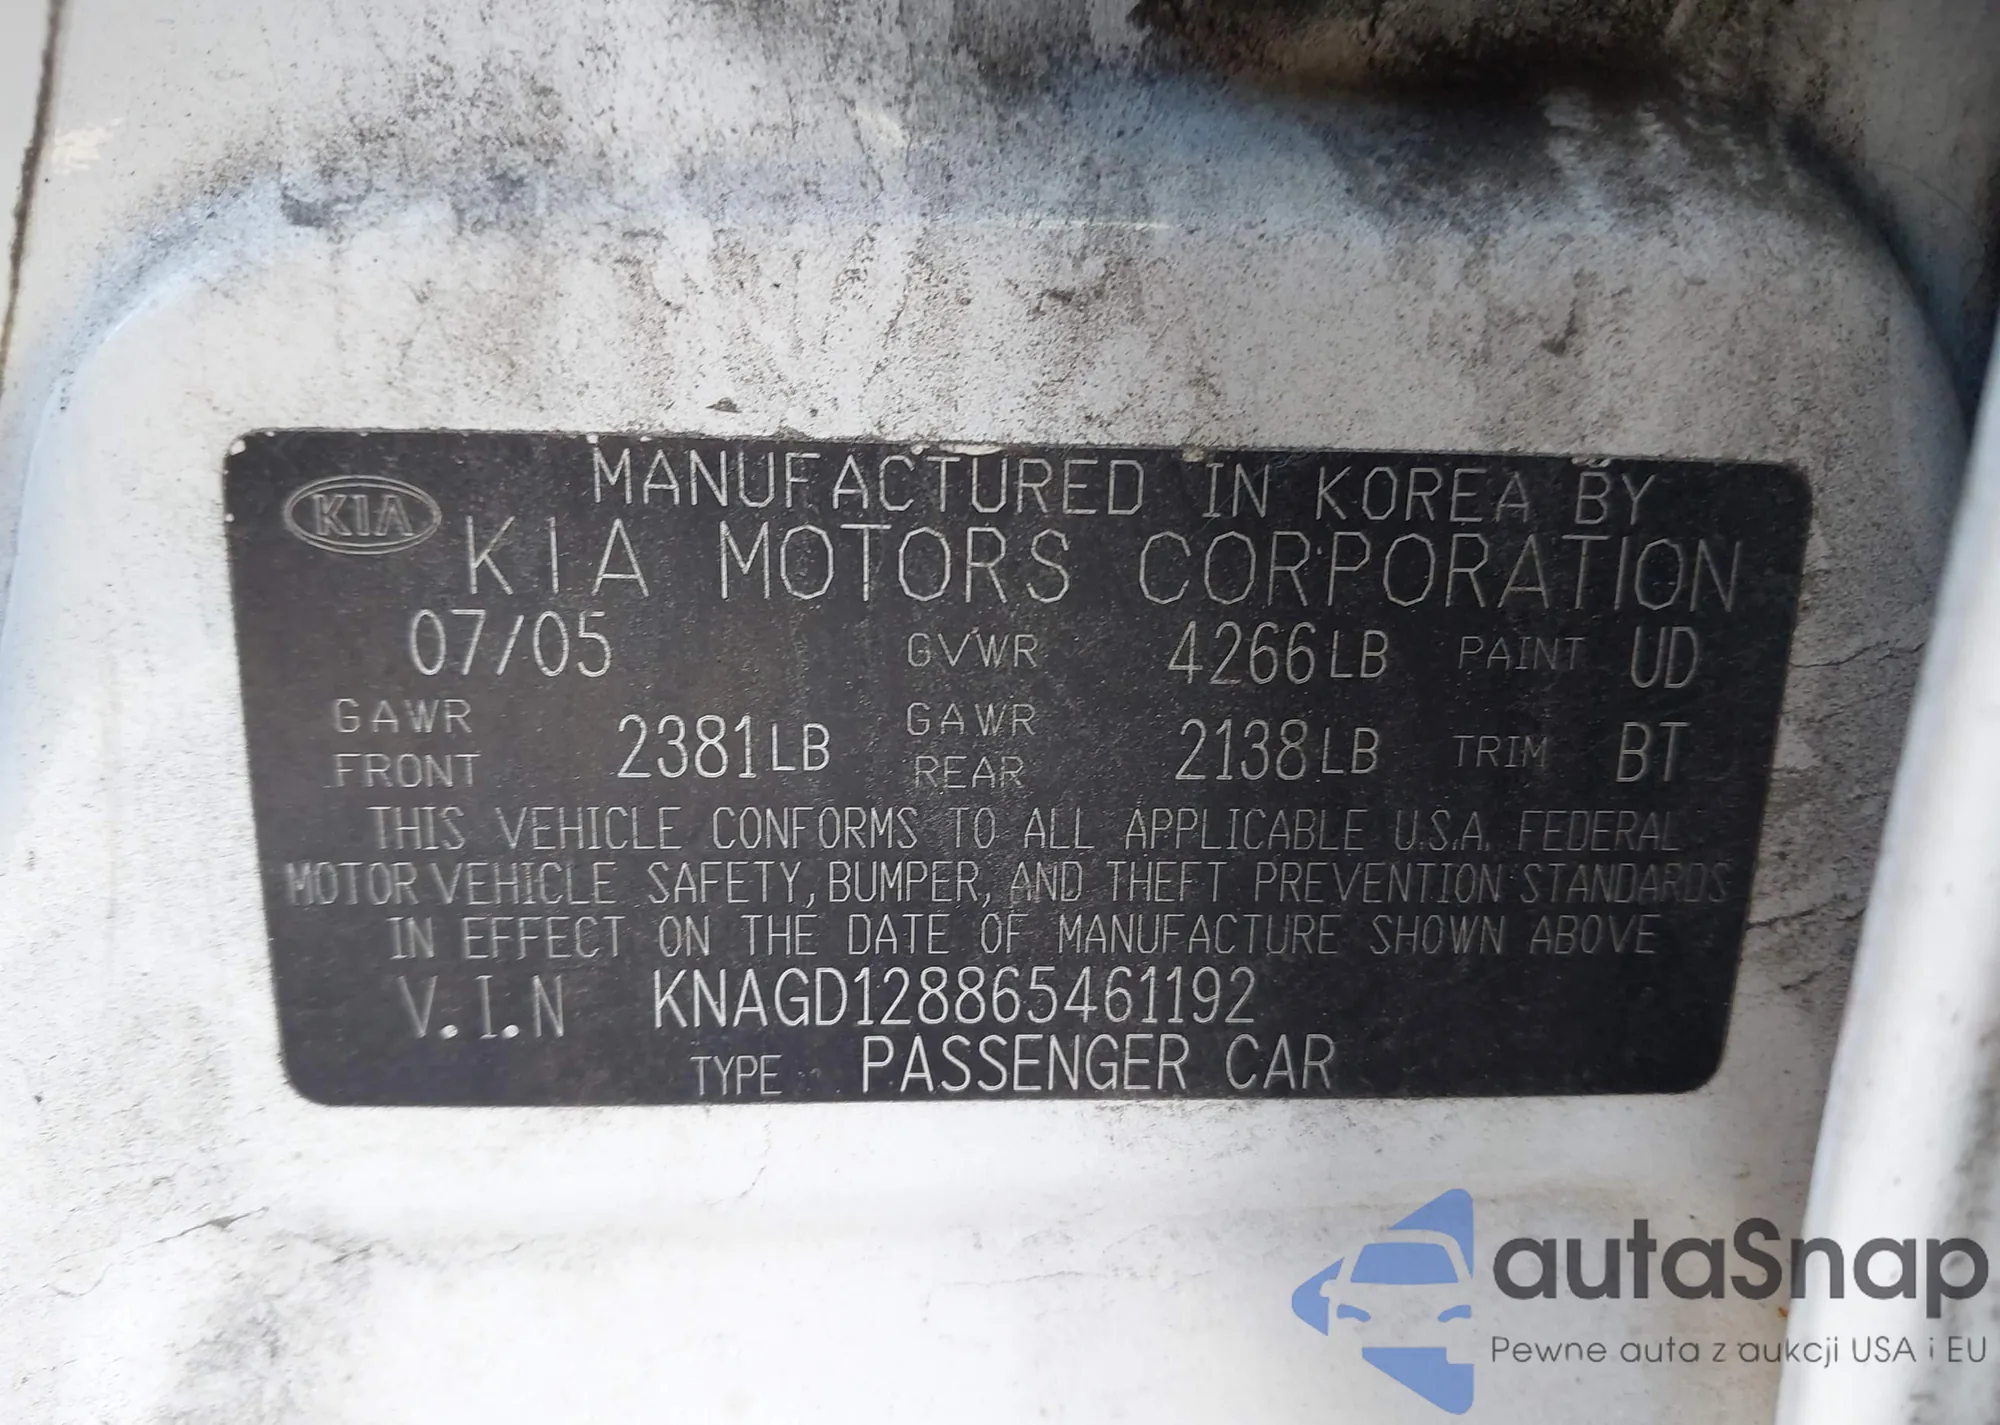 MANUFACTURED IN KOREA BY
KIA
KIA MOTORS CORPORATION
07/05 GVWR 4266LB PAINT UD
GAWR FRONT 2381LB GAWR REAR 2138LB TRIM BT
THIS VEHICLE CONFORMS TO ALL APPLICABLE U.S.A. FEDERAL
MOTOR VEHICLE SAFETY, BUMPER, AND THEFT PREVENTION STANDARDS
IN EFFECT ON THE DATE OF MANUFACTURE SHOWN ABOVE
V.I.N KNAGD128865461192
TYPE PASSENGER CAR
autaSnap
Pewne auta z aukcji USA i EU